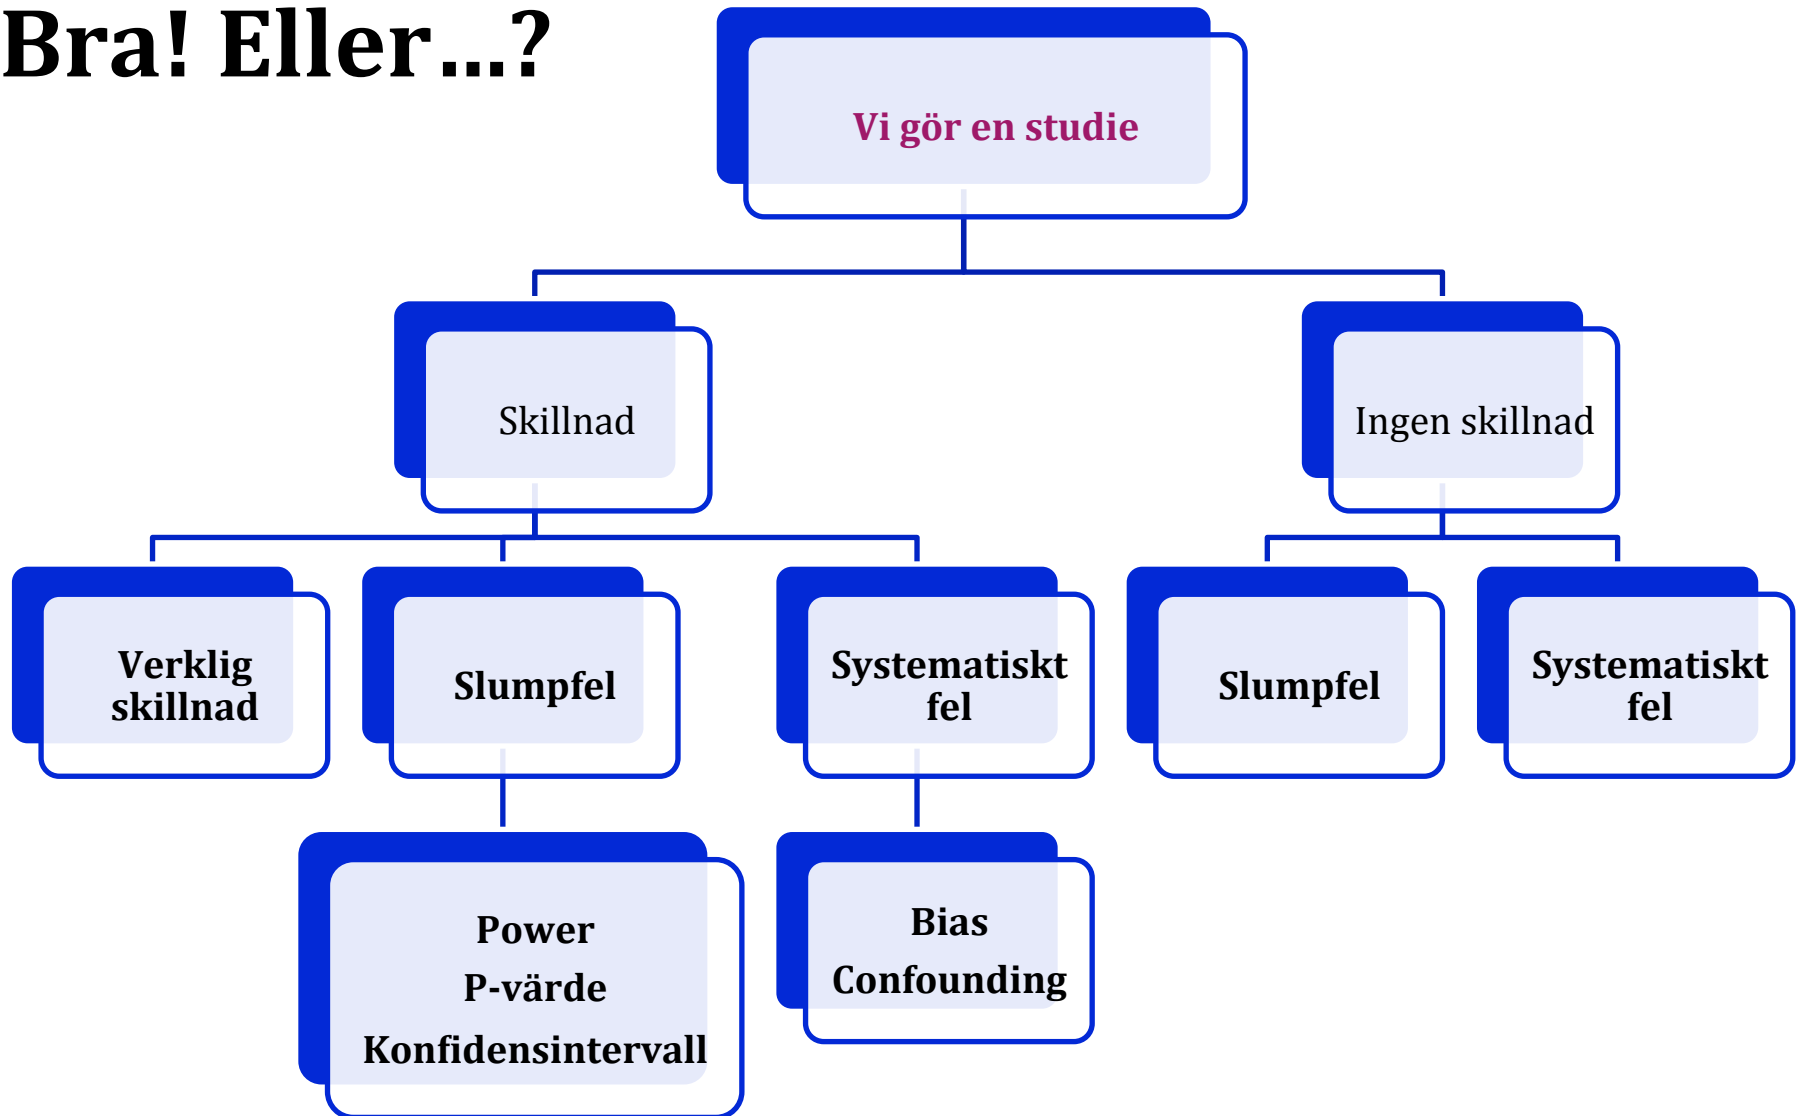 Bra! Eller...?
Vi gör en studie
Skillnad
Ingen skillnad
Verklig
skillnad
Slumpfel
Systematiskt
fel
Slumpfel
Systematiskt
fel
Power
P-värde
Konfidensintervall
Bias
Confounding